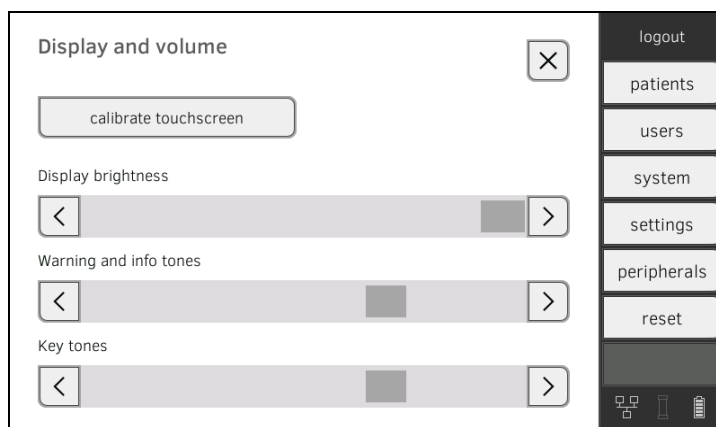 Display and volume
calibrate touchscreen
Display brightness
Warning and info tones
Key tones
logout
patients
users
system
settings
peripherals
reset